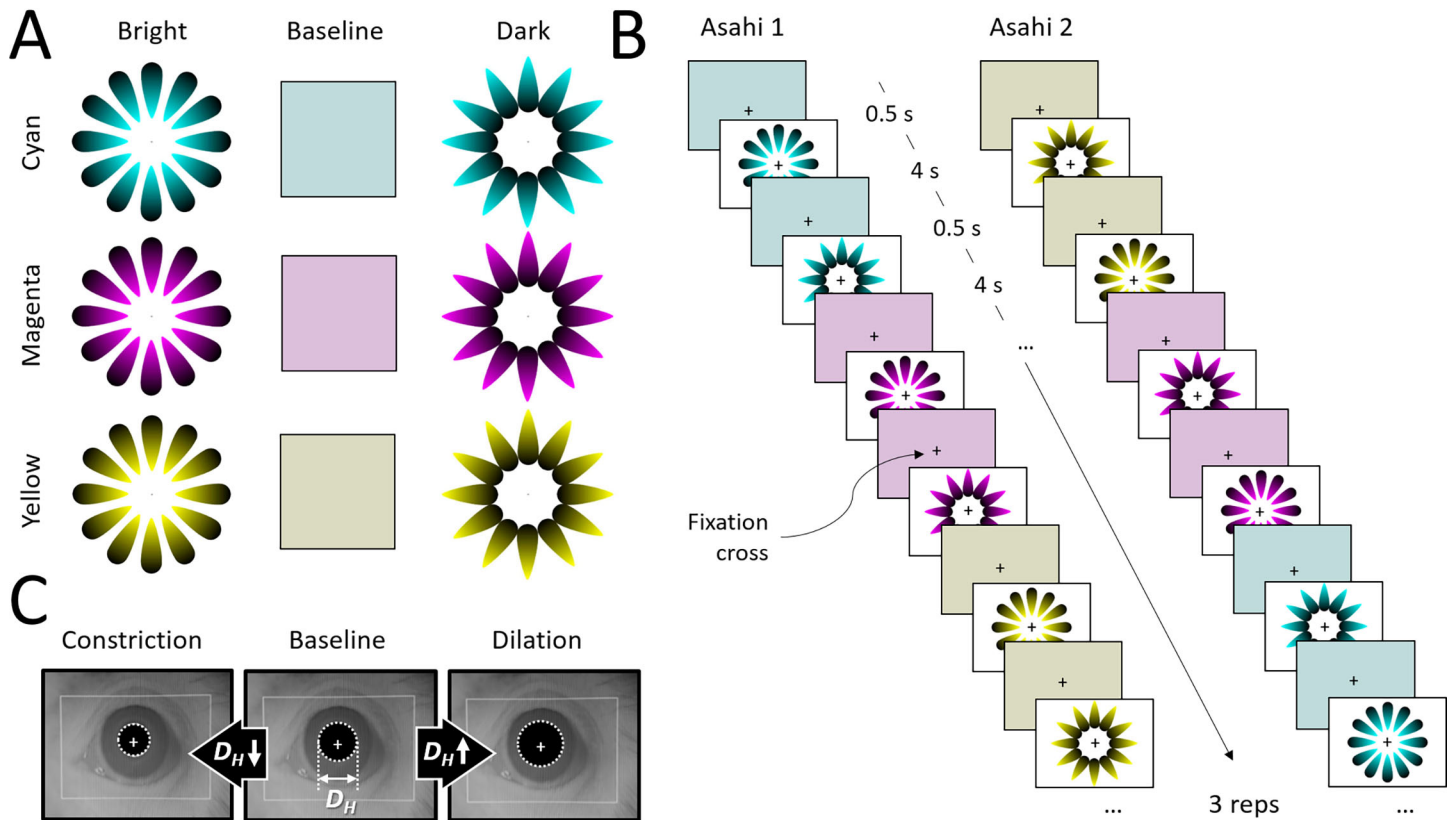 A
Bright
Baseline
Dark
Cyan
Magenta
Yellow
B
Asahi 1
Asahi 2
0.5 s
4 s
0.5 s
4 s
...
Fixation
cross
...
3 reps
...
C
Constriction
Baseline
Dilation
DH↓
DH
DH↑